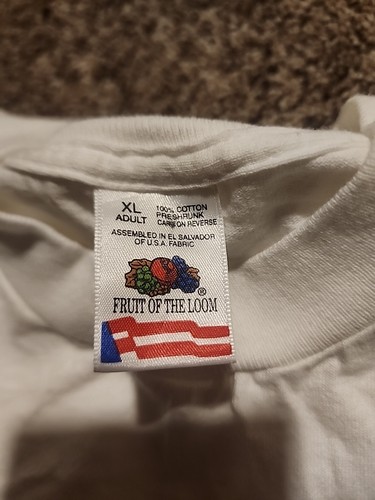 XL
ADULT
100% COTTON
PRESHRUNK
CARE ON REVERSE
ASSEMBLED IN EL SALVADOR
OF U.S.A. FABRIC
®
FRUIT OF THE LOOM